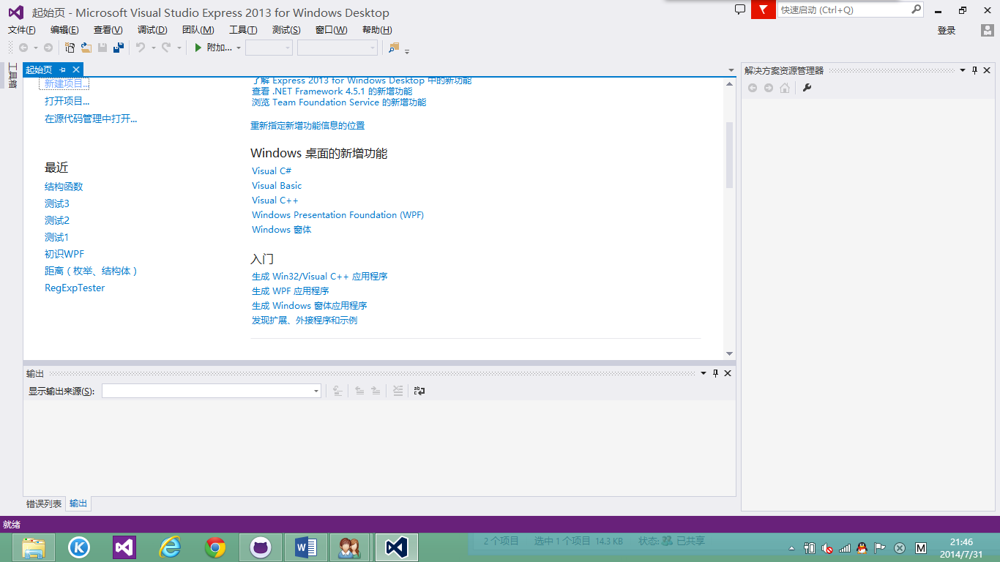 起始页 - Microsoft Visual Studio Express 2013 for Windows Desktop
快速启动 (Ctrl+Q)
文件(F) 编辑(E) 查看(V) 调试(D) 团队(M) 工具(T) 测试(S) 窗口(W) 帮助(H)
登录
附加...
工具箱
起始页
新建项目...
打开项目...
在源代码管理中打开...
最近
结构函数
测试3
测试2
测试1
初识WPF
距离（枚举、结构体）
RegExpTester
了解 Express 2013 for Windows Desktop 中的新功能
查看 .NET Framework 4.5.1 的新增功能
浏览 Team Foundation Service 的新增功能
重新指定新增功能信息的位置
Windows 桌面的新增功能
Visual C#
Visual Basic
Visual C++
Windows Presentation Foundation (WPF)
Windows 窗体
入门
生成 Win32/Visual C++ 应用程序
生成 WPF 应用程序
生成 Windows 窗体应用程序
发现扩展、外接程序和示例
解决方案资源管理器
输出
显示输出来源(S):
错误列表 输出
就绪
2 个项目 选中 1 个项目 14.3 KB 状态: 已共享
21:46
2014/7/31